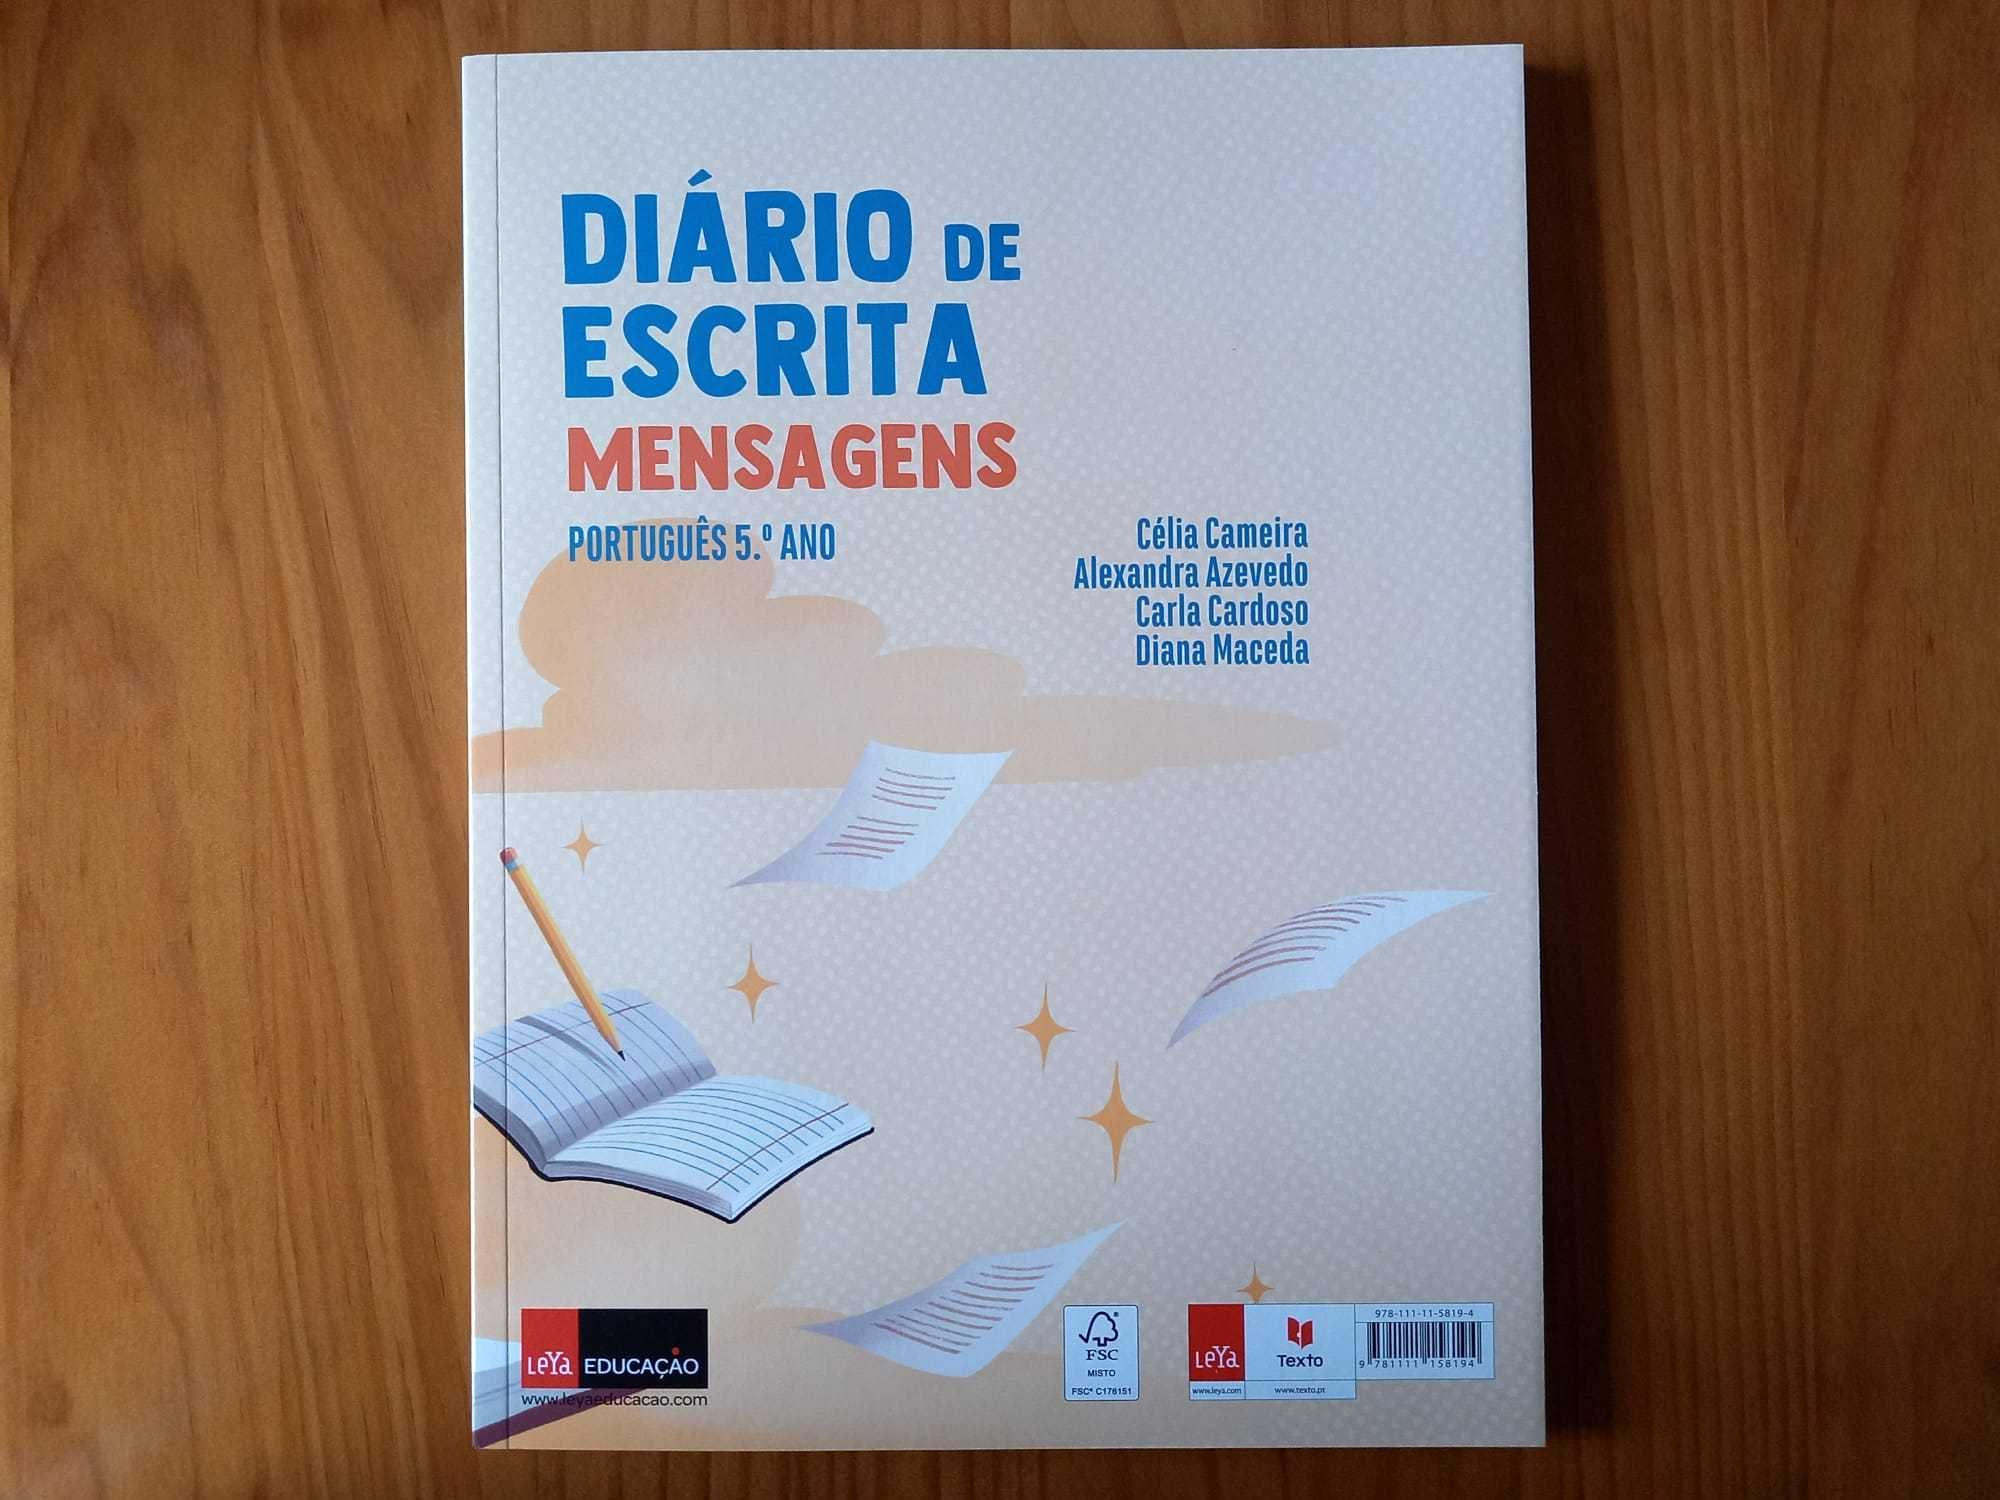 DIÁRIO DE
ESCRITA
MENSAGENS
PORTUGUÊS 5.º ANO
Célia Cameira
Alexandra Azevedo
Carla Cardoso
Diana Maceda
LeYa EDUCAÇÃO
www.leyaeducacao.com
FSC
MISTO
FSC® C176151
LeYa
www.leya.com
Texto
www.texto.pt
978-111-11-5819-4
9 781111 158194